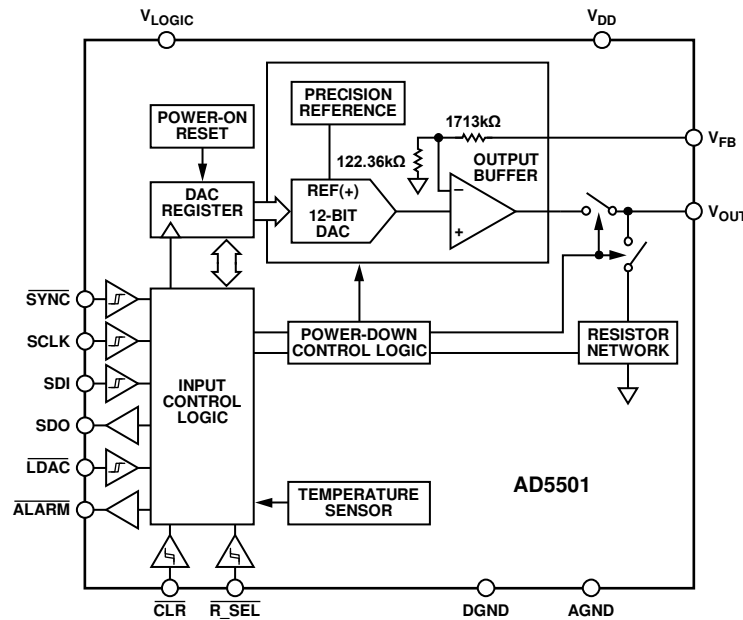 VLOGIC
VDD
PRECISION
REFERENCE
POWER-ON
RESET
1713kΩ
VFB
122.36kΩ
OUTPUT
BUFFER
DAC
REGISTER
REF(+)
12-BIT
DAC
–
+
VOUT
SYNC
SCLK
SDI
SDO
LDAC
ALARM
INPUT
CONTROL
LOGIC
POWER-DOWN
CONTROL LOGIC
RESISTOR
NETWORK
TEMPERATURE
SENSOR
AD5501
CLR
R_SEL
DGND
AGND